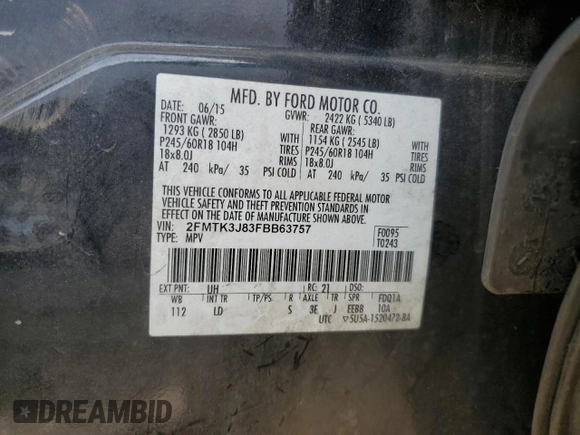 MFD. BY FORD MOTOR CO.
DATE: 06/15 GVWR: 2422 KG ( 5340 LB)
FRONT GAWR: REAR GAWR:
1293 KG ( 2850 LB) WITH 1154 KG ( 2545 LB) WITH
P245/60R18 104H TIRES P245/60R18 104H TIRES
18x8.0J RIMS 18x8.0J RIMS
AT 240 kPa/ 35 PSI COLD AT 240 kPa/ 35 PSI COLD
THIS VEHICLE CONFORMS TO ALL APPLICABLE FEDERAL MOTOR
VEHICLE SAFETY, BUMPER, AND THEFT PREVENTION STANDARDS
IN EFFECT ON THE DATE OF MANUFACTURE SHOWN ABOVE.
VIN: 2FMTK3J83FBB63757 F0095
TYPE: MPV T0243
EXT PNT: UH RC: 21 DSO:
WB INT TR TP/PS R AXLE TR SPR FDQ1A
112 LD S 3E J EEBB 10A
UTC 5U5A-1520472-BA
DREAMBID